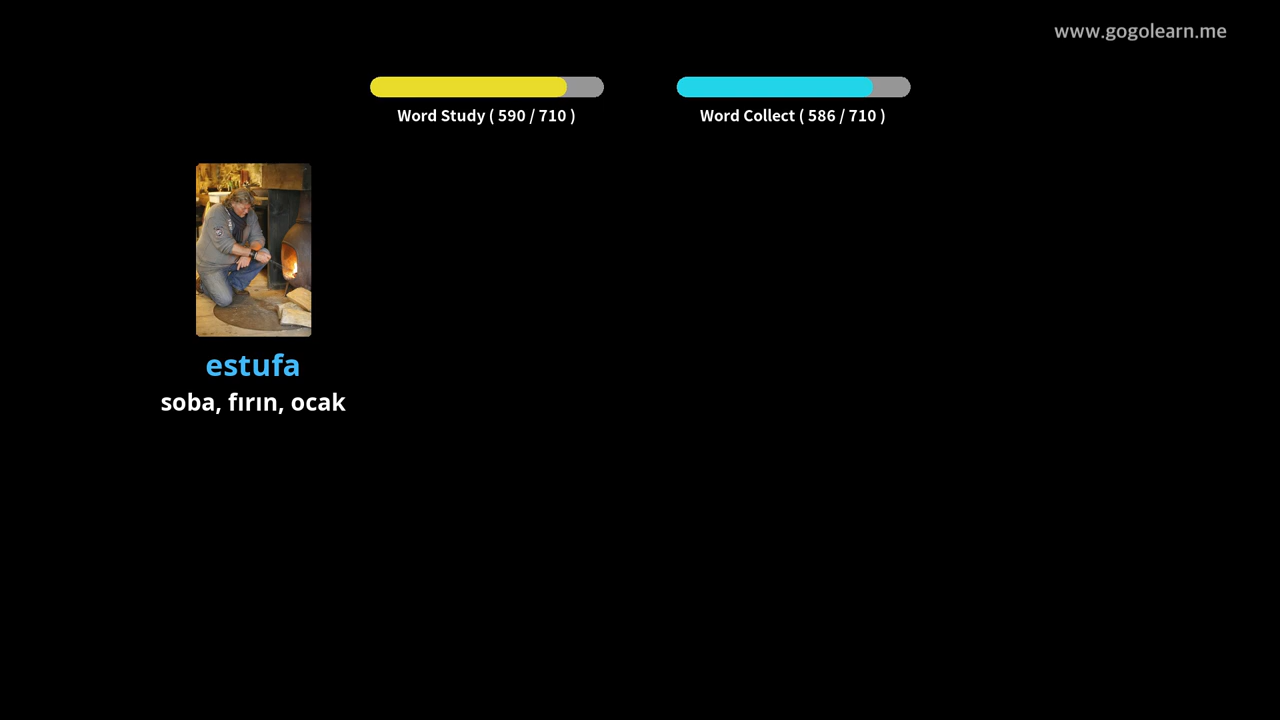 www.gogolearn.me
Word Study ( 590 / 710 )
Word Collect ( 586 / 710 )
estufa
soba, fırın, ocak